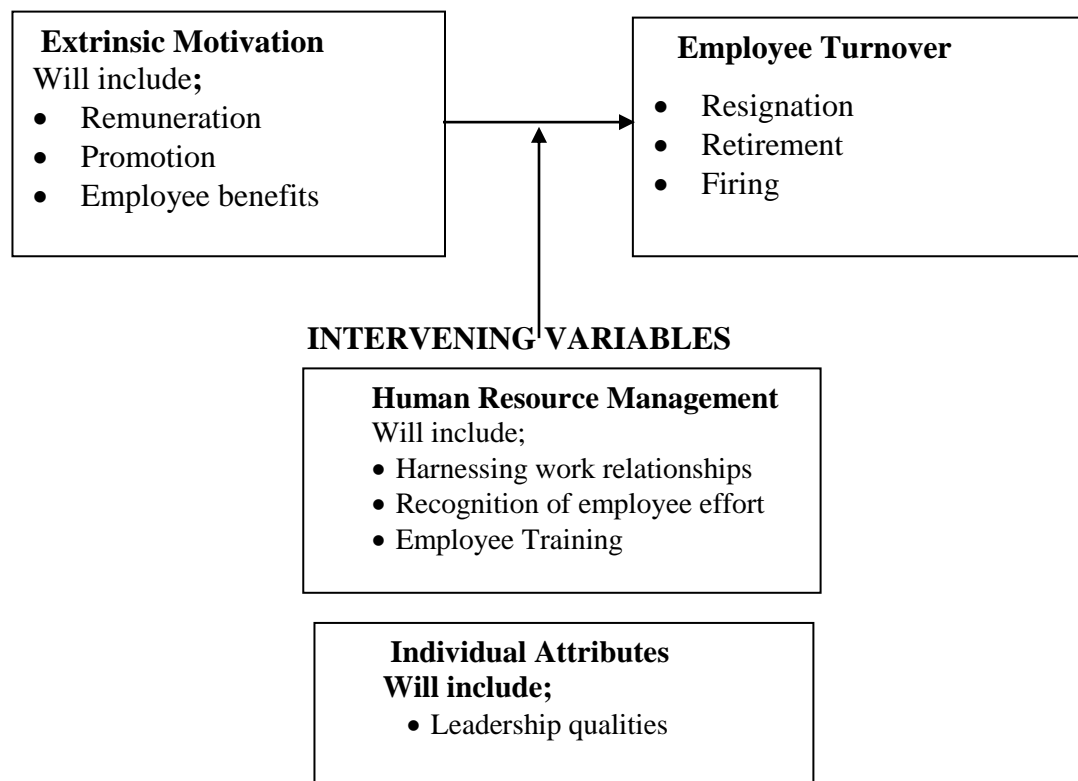 Extrinsic Motivation
Will include;
• Remuneration
• Promotion
• Employee benefits
Employee Turnover
• Resignation
• Retirement
• Firing
INTERVENING VARIABLES
Human Resource Management
Will include;
• Harnessing work relationships
• Recognition of employee effort
• Employee Training
Individual Attributes
Will include;
• Leadership qualities